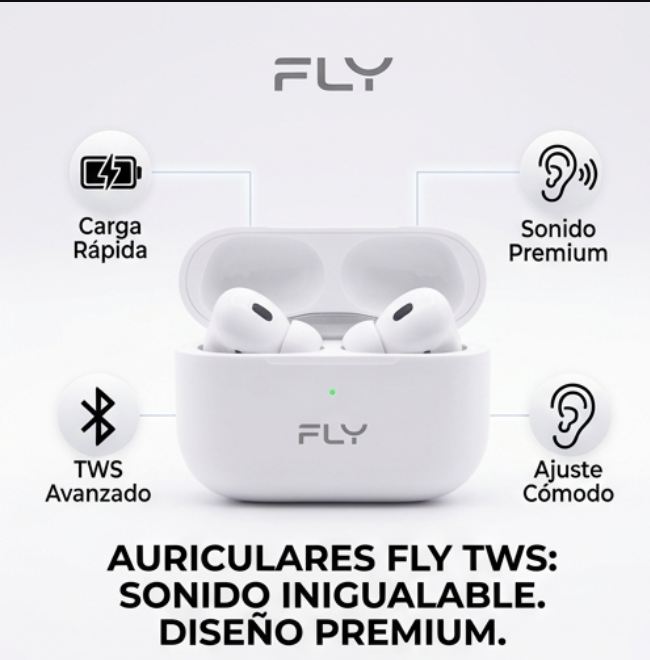 FLY
Carga
Rápida
Sonido
Premium
FLY
TWS
Avanzado
Ajuste
Cómodo
AURICULARES FLY TWS:
SONIDO INIGUALABLE.
DISEÑO PREMIUM.